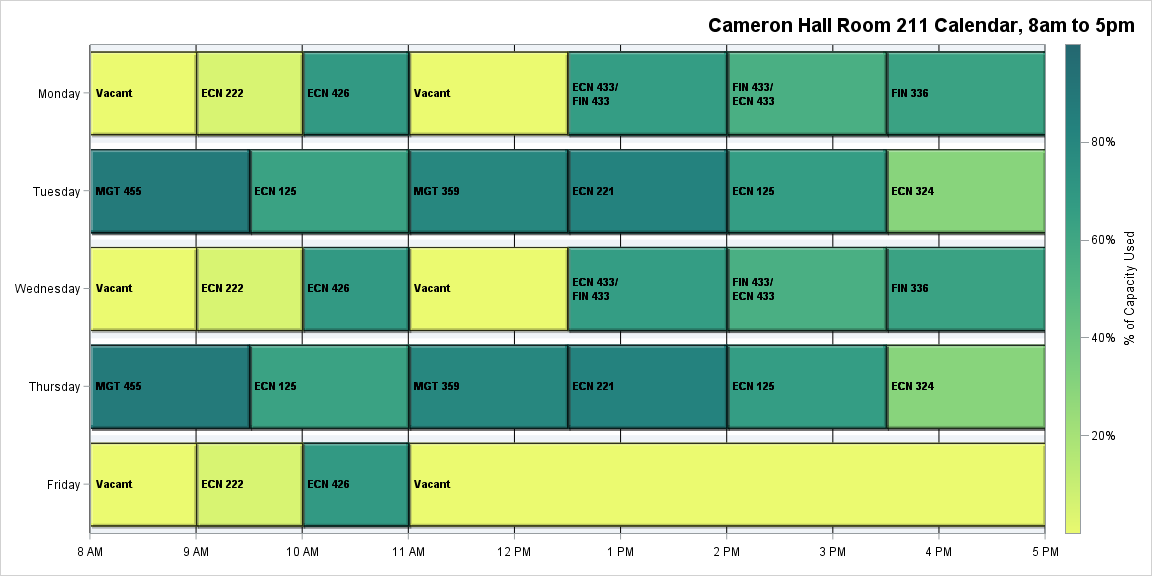 Cameron Hall Room 211 Calendar, 8am to 5pm
Monday
Vacant
ECN 222
ECN 426
Vacant
ECN 433/
FIN 433
FIN 433/
ECN 433
FIN 336
Tuesday
MGT 455
ECN 125
MGT 359
ECN 221
ECN 125
ECN 324
Wednesday
Vacant
ECN 222
ECN 426
Vacant
ECN 433/
FIN 433
FIN 433/
ECN 433
FIN 336
Thursday
MGT 455
ECN 125
MGT 359
ECN 221
ECN 125
ECN 324
Friday
Vacant
ECN 222
ECN 426
Vacant
8 AM
9 AM
10 AM
11 AM
12 PM
1 PM
2 PM
3 PM
4 PM
5 PM
80%
60%
40%
20%
% of Capacity Used